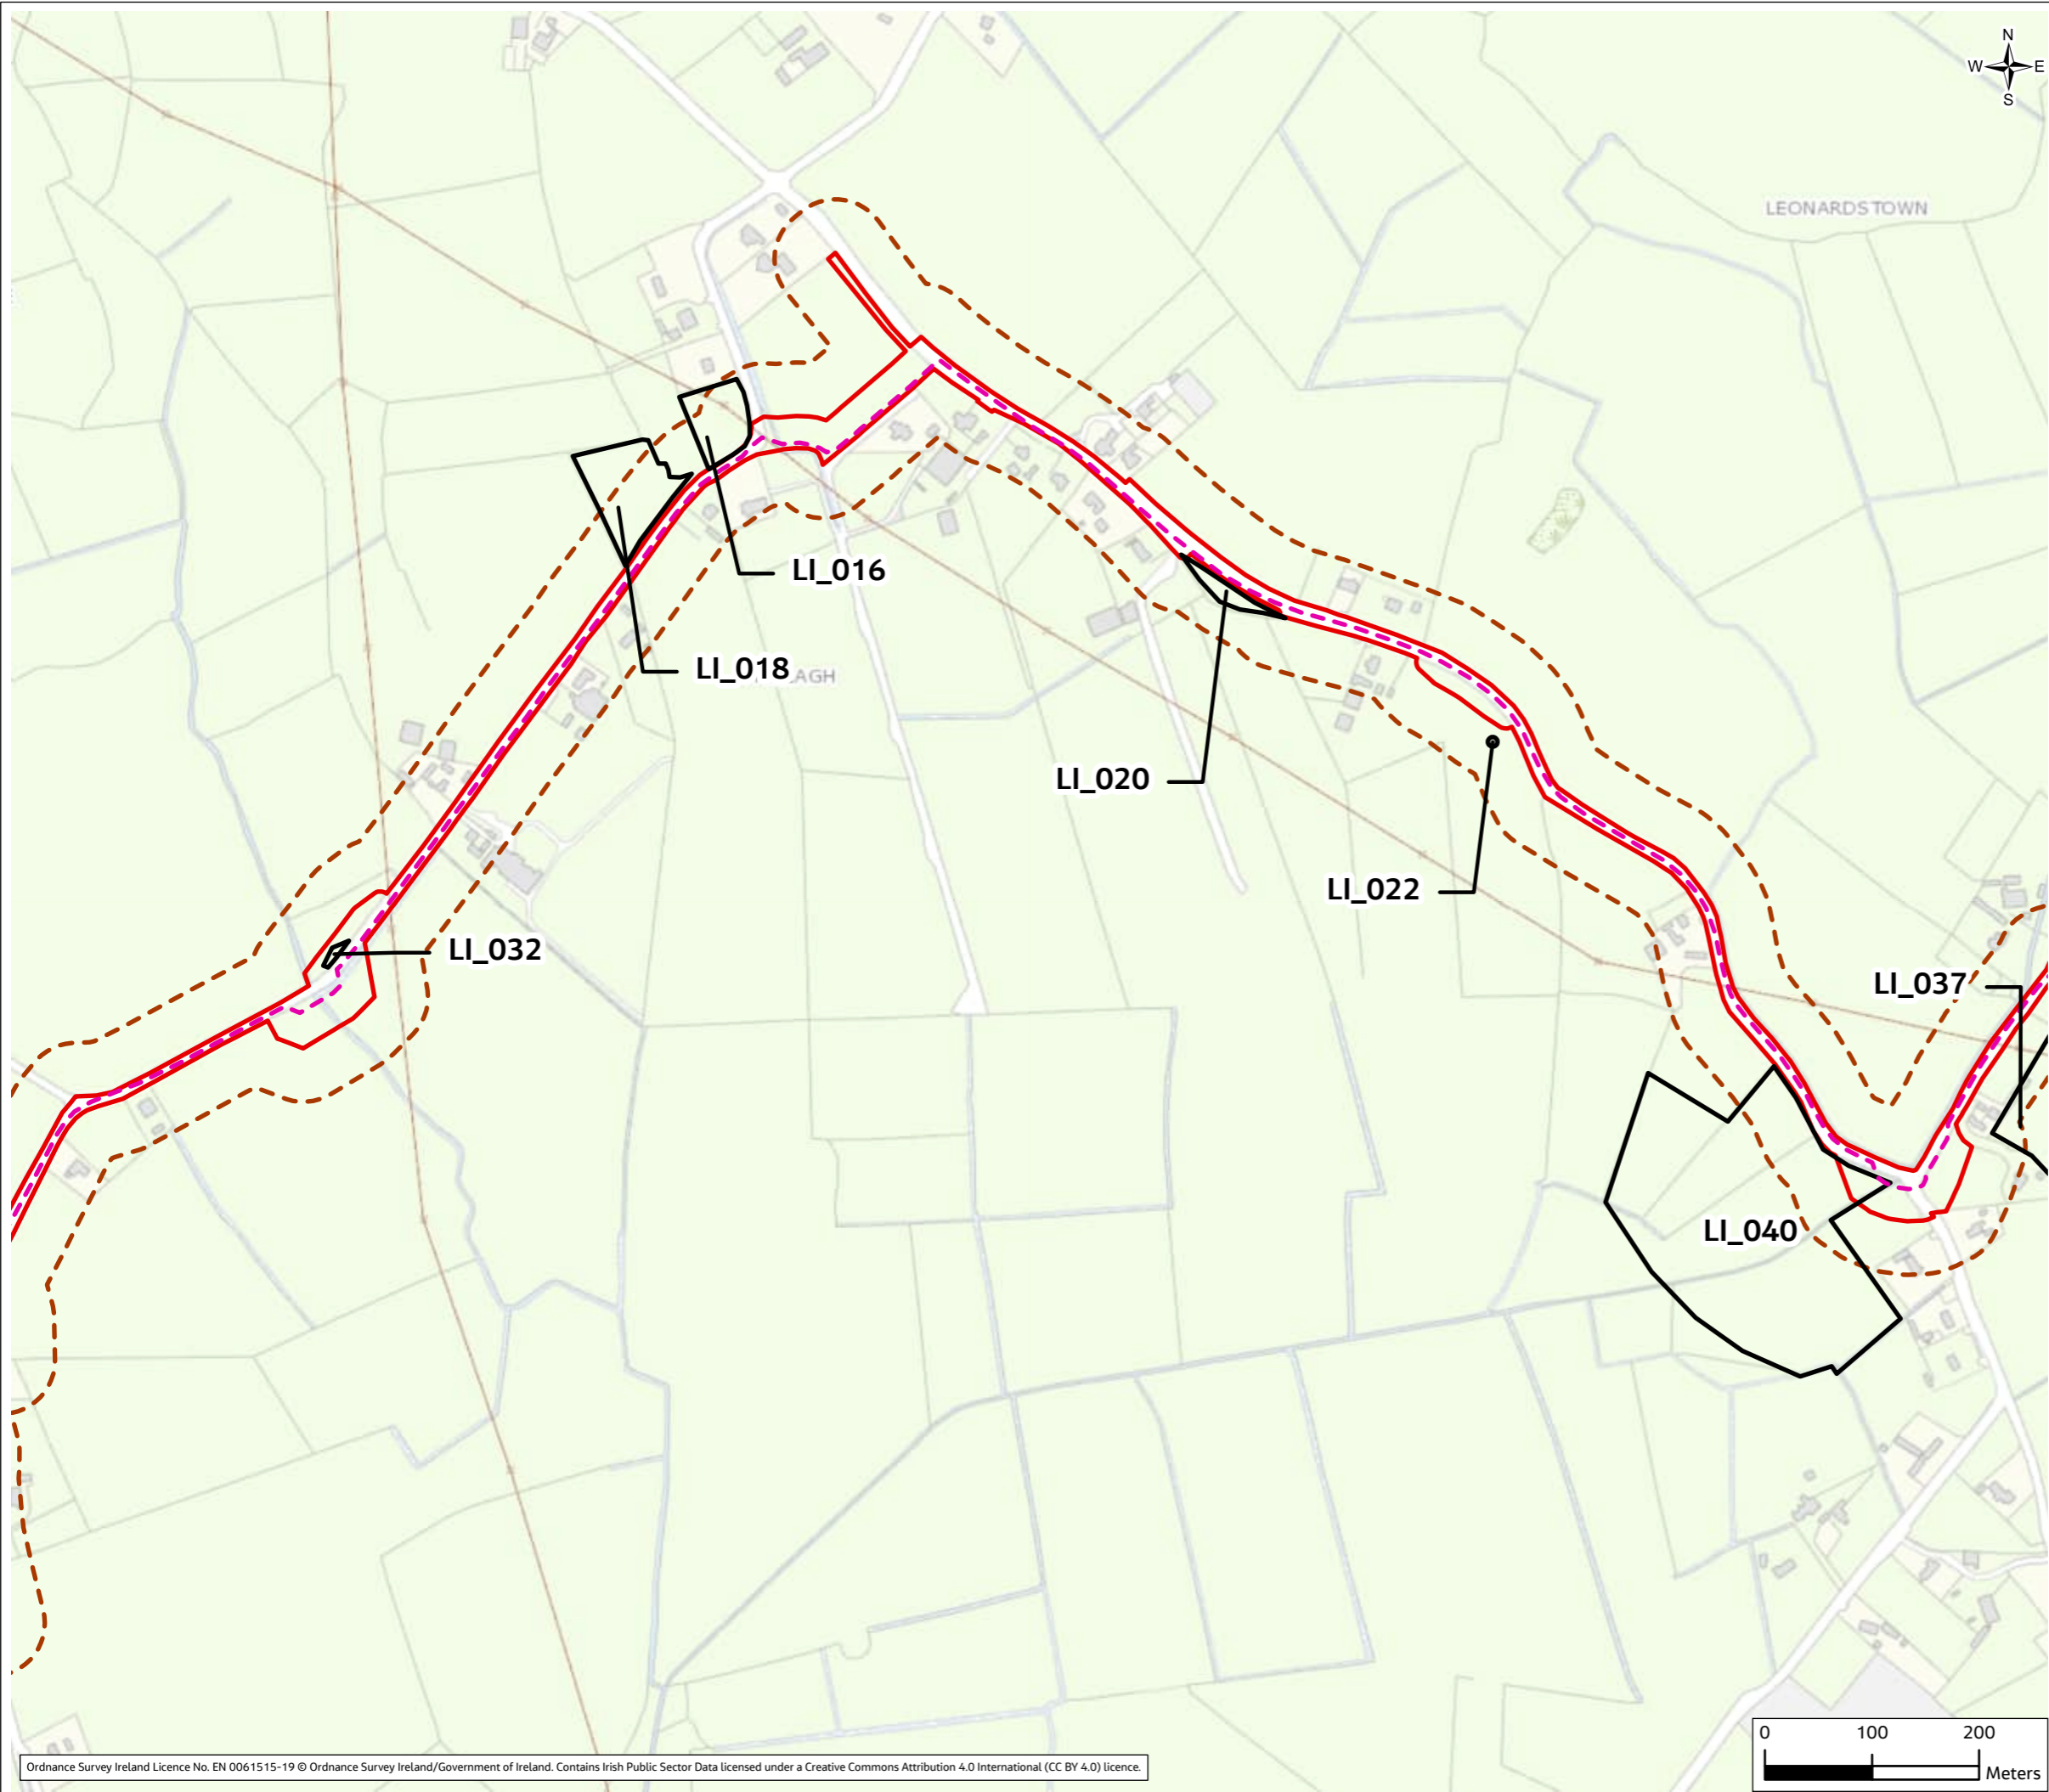 N
W E
S
LEONARDSTOWN
LI_016
LI_018
AGH
LI_020
LI_022
LI_032
LI_037
LI_040
0 100 200
Meters
Ordnance Survey Ireland Licence No. EN 0061515-19 © Ordnance Survey Ireland/Government of Ireland. Contains Irish Public Sector Data licensed under a Creative Commons Attribution 4.0 International (CC BY 4.0) licence.